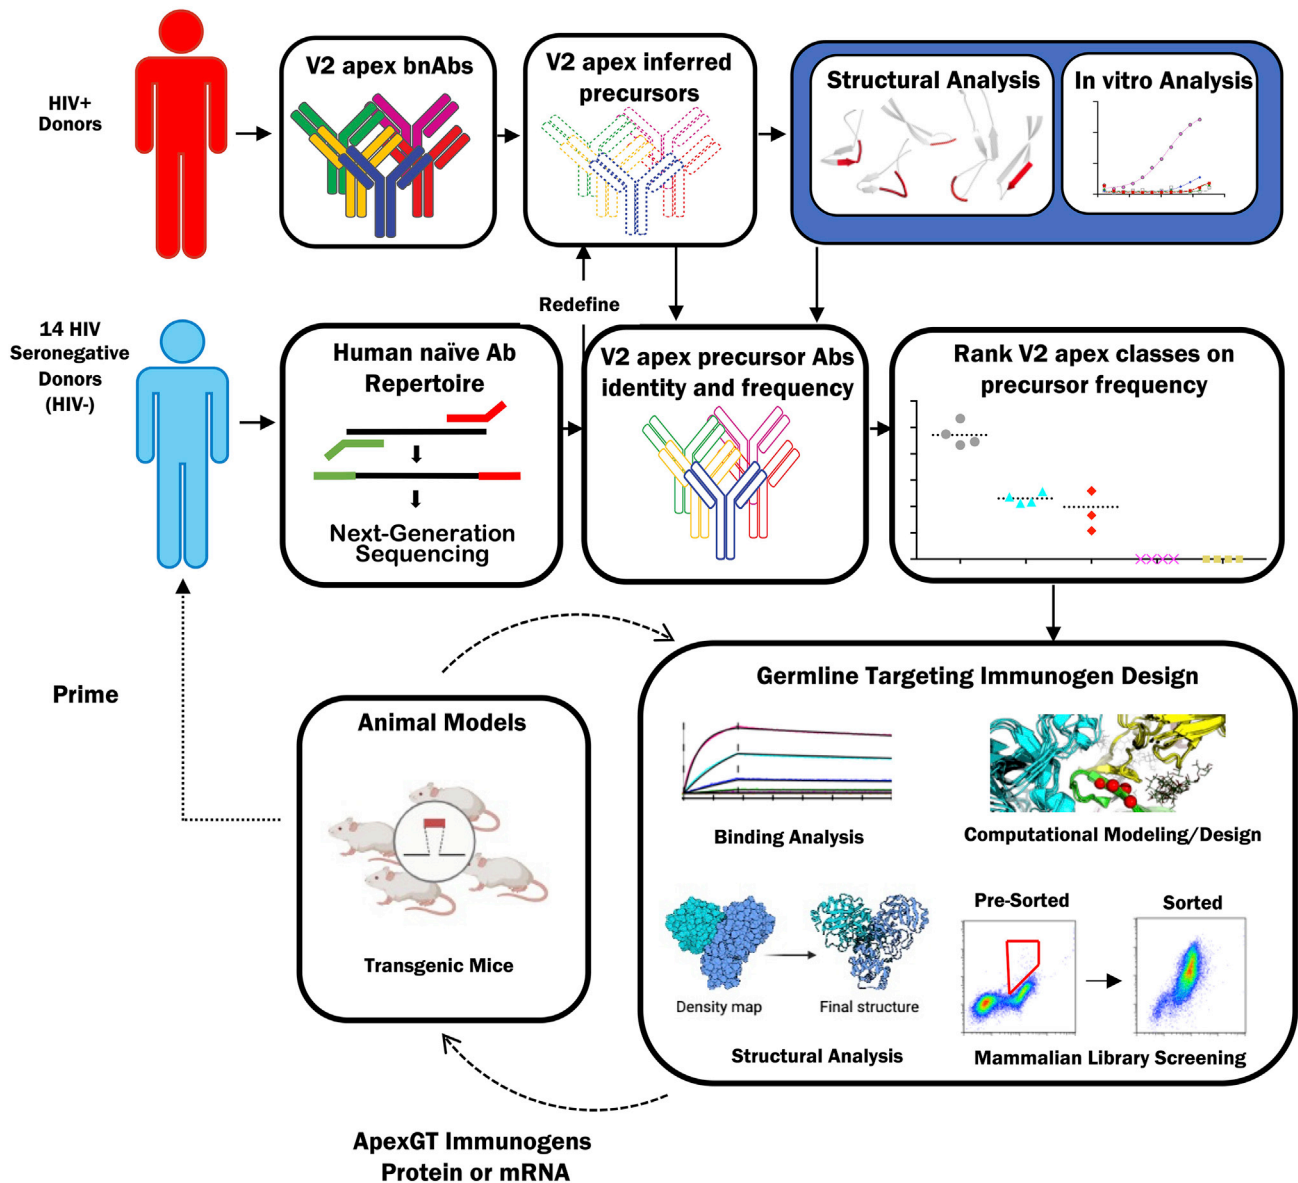 HIV+
Donors
V2 apex bnAbs
V2 apex inferred
precursors
Structural Analysis
In vitro Analysis
Redefine
14 HIV
Seronegative
Donors
(HIV-)
Human naïve Ab
Repertoire
Next-Generation
Sequencing
V2 apex precursor Abs
identity and frequency
Rank V2 apex classes on
precursor frequency
Prime
Animal Models
Transgenic Mice
Germline Targeting Immunogen Design
Binding Analysis
Computational Modeling/Design
Density map
Final structure
Structural Analysis
Pre-Sorted
Sorted
Mammalian Library Screening
ApexGT Immunogens
Protein or mRNA